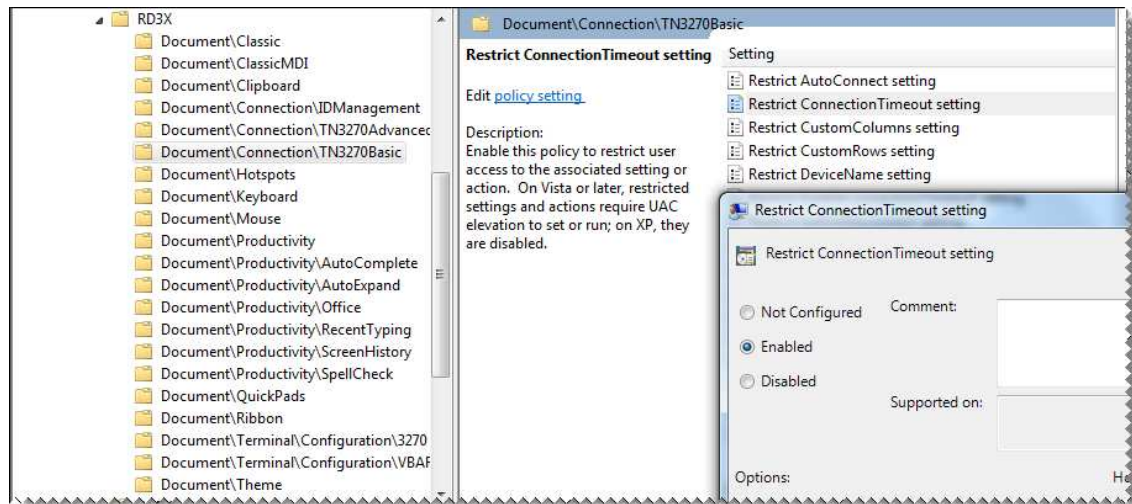 RD3X
Document\Classic
Document\ClassicMDI
Document\Clipboard
Document\Connection\IDManagement
Document\Connection\TN3270Advanced
Document\Connection\TN3270Basic
Document\Hotspots
Document\Keyboard
Document\Mouse
Document\Productivity
Document\Productivity\AutoComplete
Document\Productivity\AutoExpand
Document\Productivity\Office
Document\Productivity\RecentTyping
Document\Productivity\ScreenHistory
Document\Productivity\SpellCheck
Document\QuickPads
Document\Ribbon
Document\Terminal\Configuration\3270
Document\Terminal\Configuration\VBAF
Document\Theme
Document\Connection\TN3270Basic
Restrict ConnectionTimeout setting
Edit policy setting
Description:
Enable this policy to restrict user
access to the associated setting or
action. On Vista or later, restricted
settings and actions require UAC
elevation to set or run; on XP, they
are disabled.
Setting
Restrict AutoConnect setting
Restrict ConnectionTimeout setting
Restrict CustomColumns setting
Restrict CustomRows setting
Restrict DeviceName setting
Restrict ConnectionTimeout setting
Restrict ConnectionTimeout setting
Not Configured
Comment:
Enabled
Disabled
Supported on:
Options: